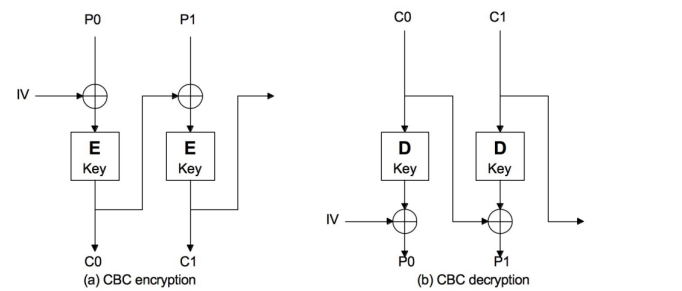 P0 P1
IV
E E
Key Key
C0 C1
(a) CBC encryption
C0 C1
D D
Key Key
IV
P0 P1
(b) CBC decryption